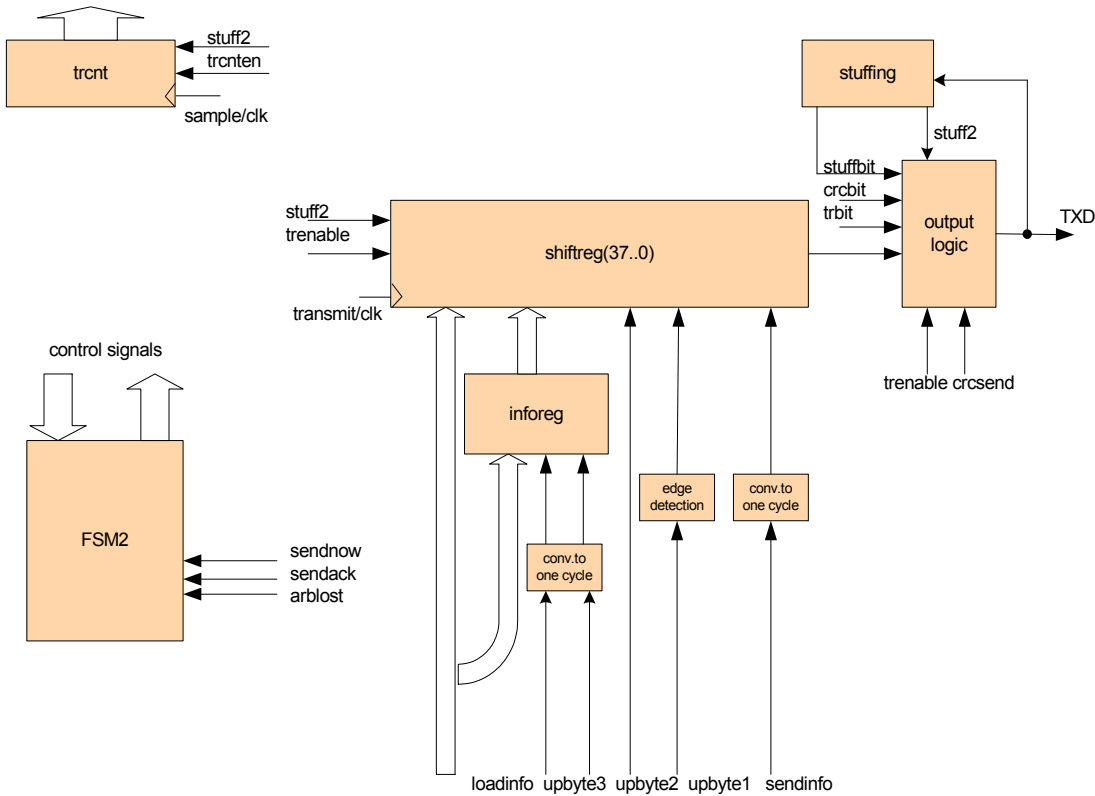 trcnt
stuff2
trcnten
sample/clk
stuffing
stuff2
stuffbit
crcbit
trbit
output
logic
TXD
trenable crcsend
stuff2
trenable
shiftreg(37..0)
transmit/clk
control signals
FSM2
sendnow
sendack
arblost
inforeg
edge
detection
conv.to
one cycle
conv.to
one cycle
loadinfo upbyte3 upbyte2 upbyte1 sendinfo